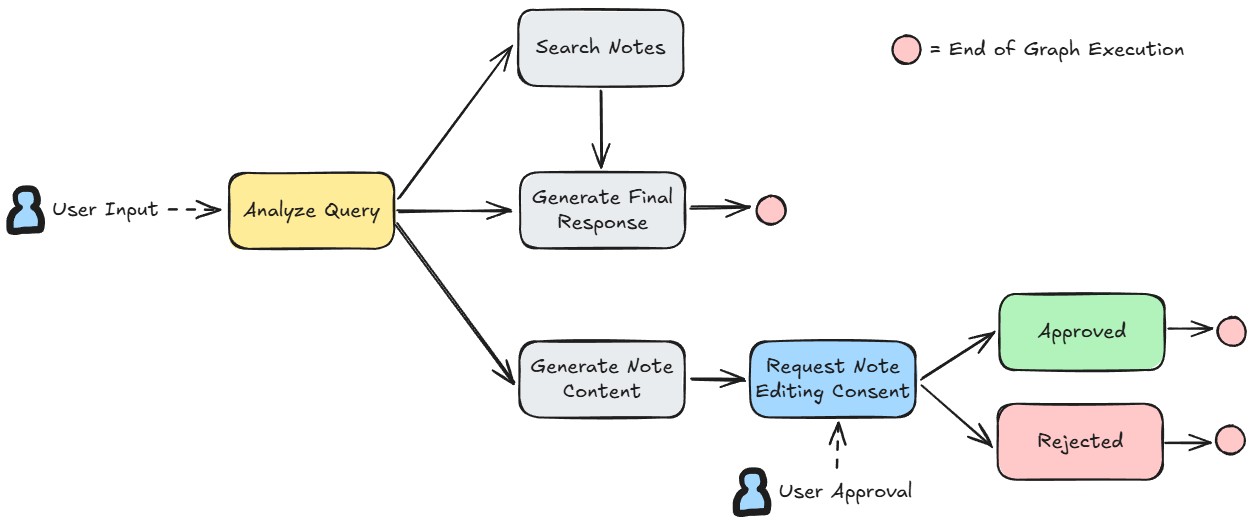 Search Notes
= End of Graph Execution
User Input
Analyze Query
Generate Final
Response
Generate Note
Content
Request Note
Editing Consent
Approved
Rejected
User Approval